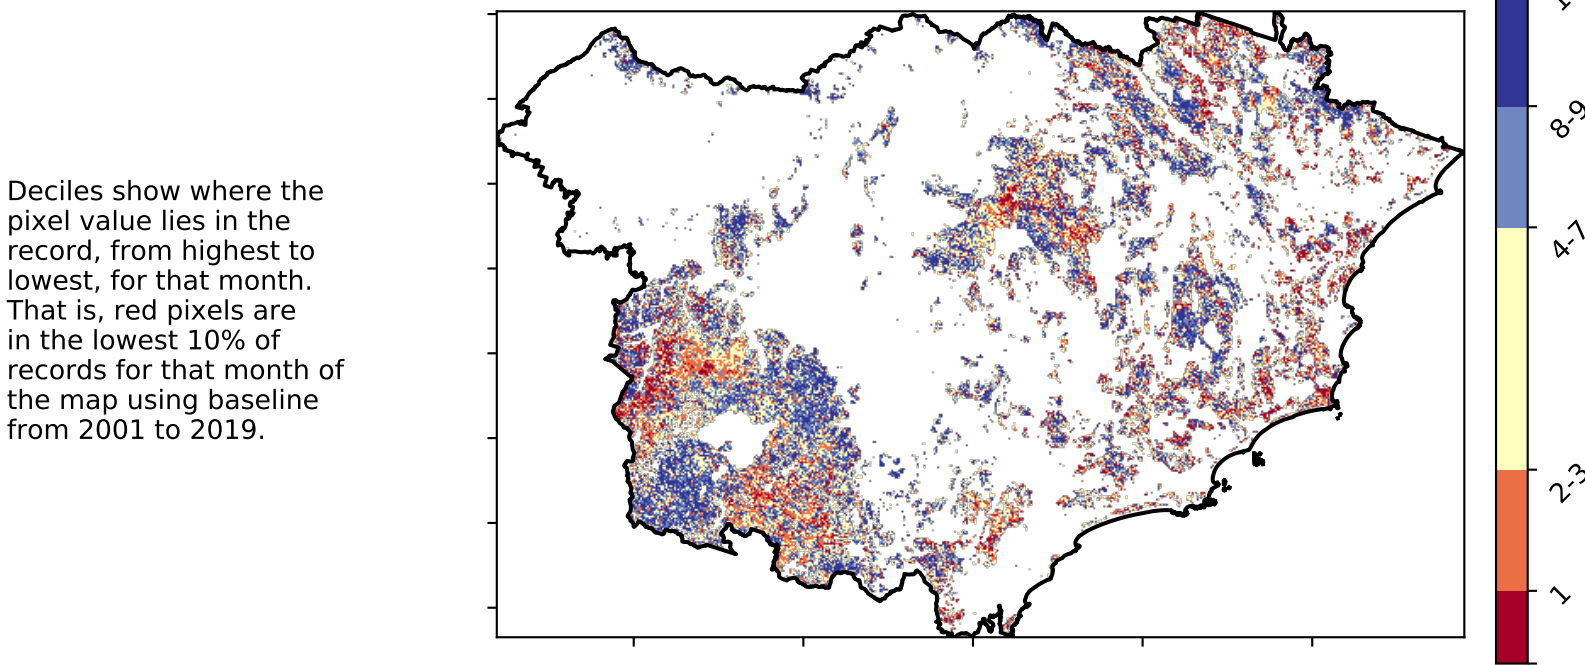 Deciles show where the
pixel value lies in the
record, from highest to
lowest, for that month.
That is, red pixels are
in the lowest 10% of
records for that month of
the map using baseline
from 2001 to 2019.
8-9
4-7
2-3
1